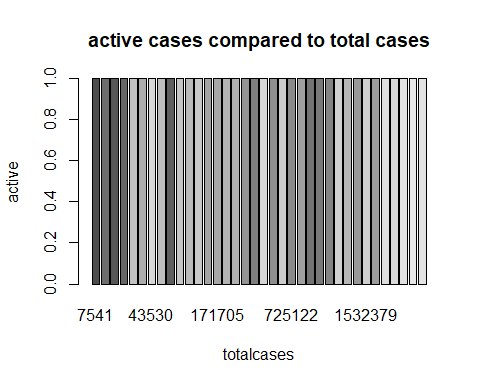 active cases compared to total cases
active
1.0
0.8
0.6
0.4
0.2
0.0
7541 43530 171705 725122 1532379
totalcases